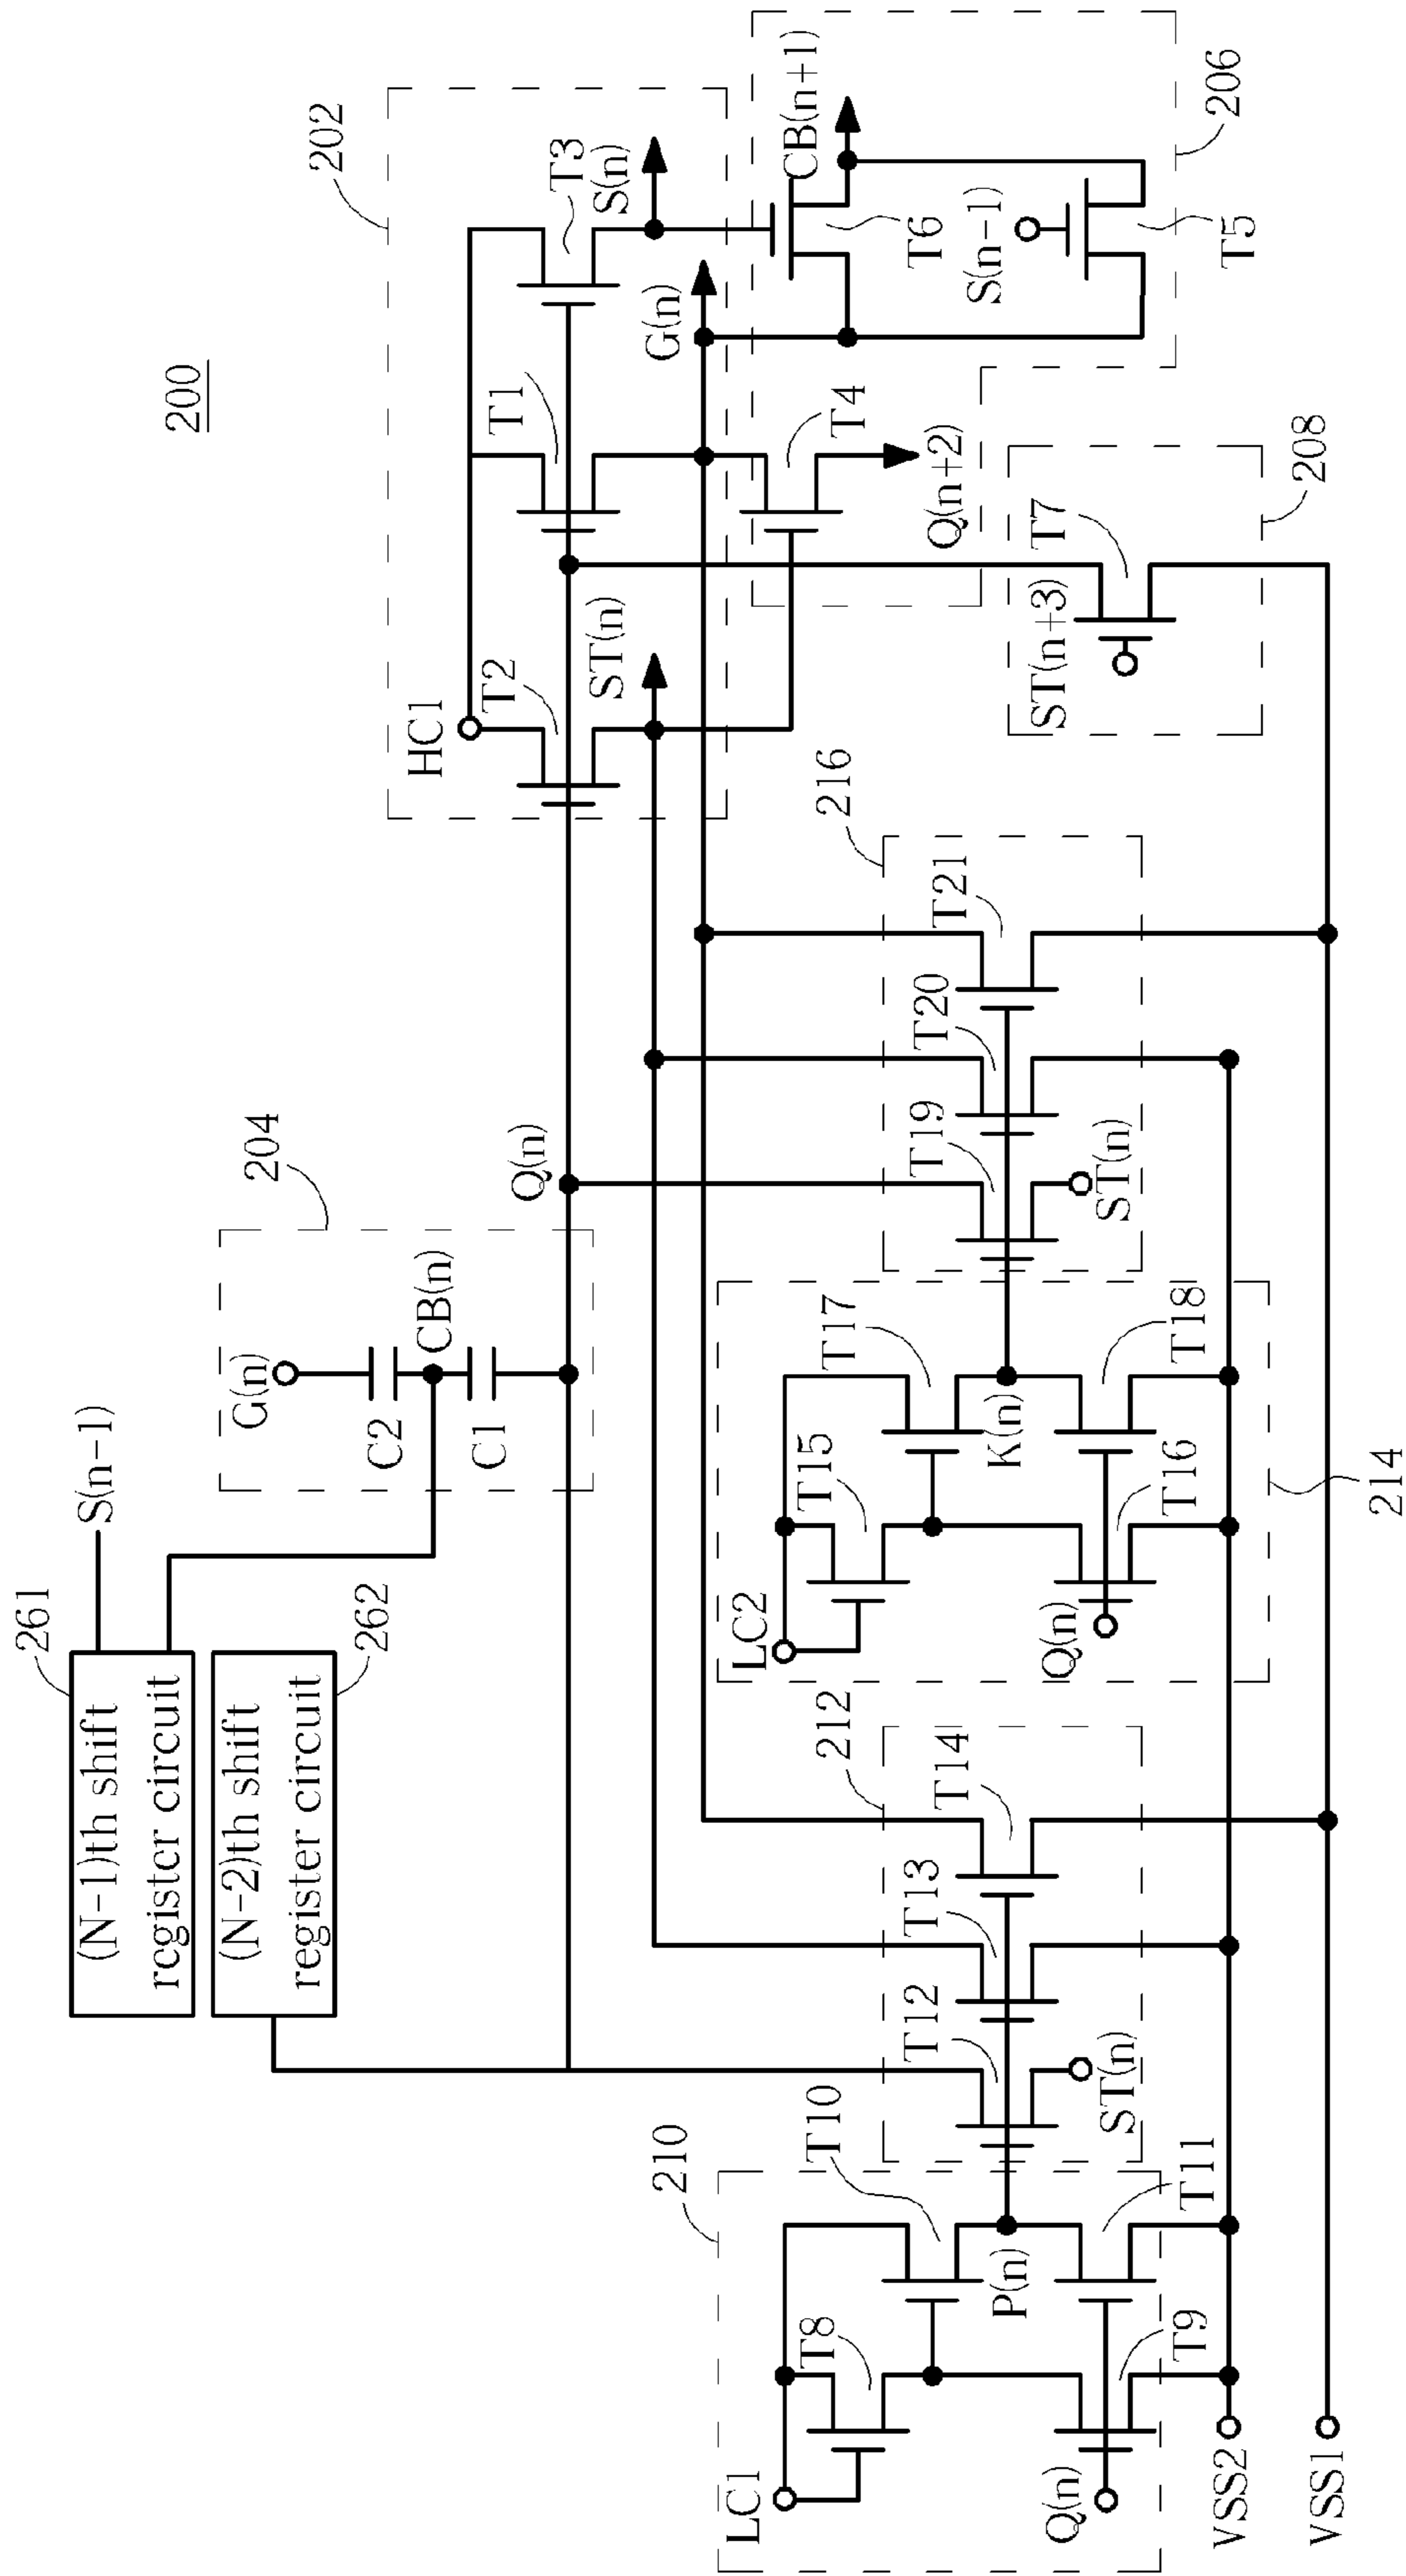 200
202
HC1
T2
T1
T3
ST(n)
G(n)
S(n)
CB(n+1)
T4
T6
S(n-1)
T5
206
Q(n+2)
ST(n+3)
T7
208
261
(N-1)th shift
rcgistcr circuit
S(n-1)
262
(N-2)th shift
register circuit
204
G(n)
C2
CB(n)
C1
Q(n)
216
T19
T20
T21
ST(n)
214
LC2
T15
T17
K(n)
Q(n)
T16
T18
212
T12
T13
T14
ST(n)
210
LC1
T8
T10
P(n)
Q(n)
T9
T11
VSS2
VSS1